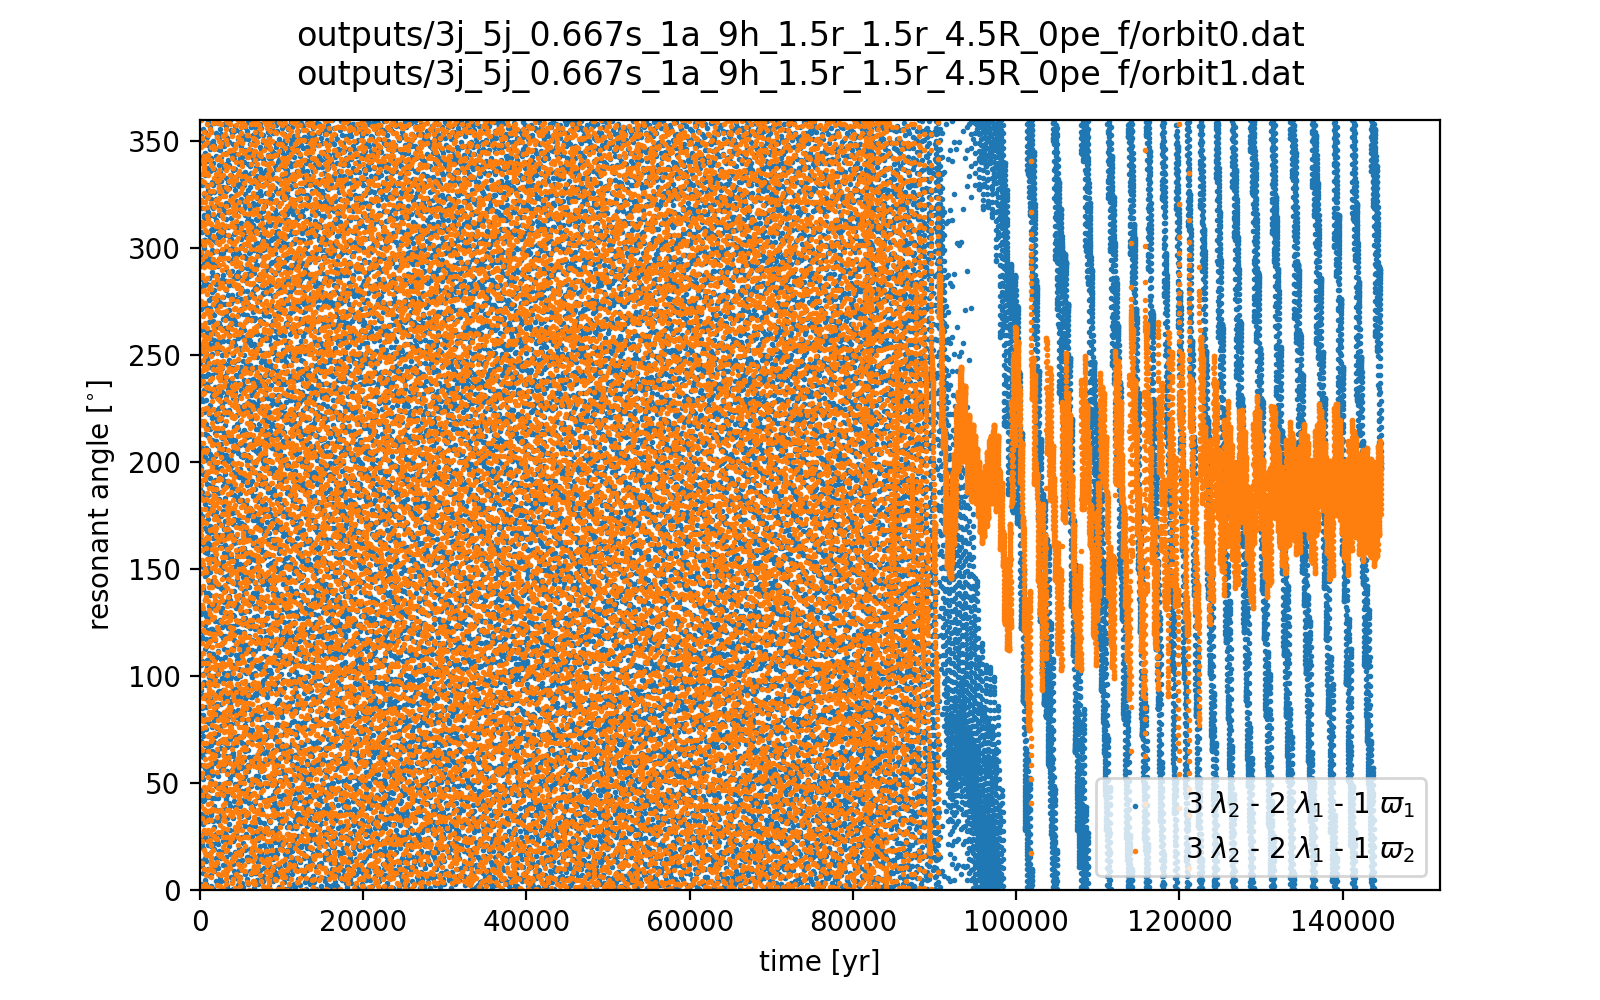 outputs/3j_5j_0.667s_1a_9h_1.5r_1.5r_4.5R_0pe_f/orbit0.dat
outputs/3j_5j_0.667s_1a_9h_1.5r_1.5r_4.5R_0pe_f/orbit1.dat
350
300
250
200
150
100
50
0
resonant angle [°]
3 λ₂ - 2 λ₁ - 1 ϖ₁
3 λ₂ - 2 λ₁ - 1 ϖ₂
0 20000 40000 60000 80000 100000 120000 140000
time [yr]